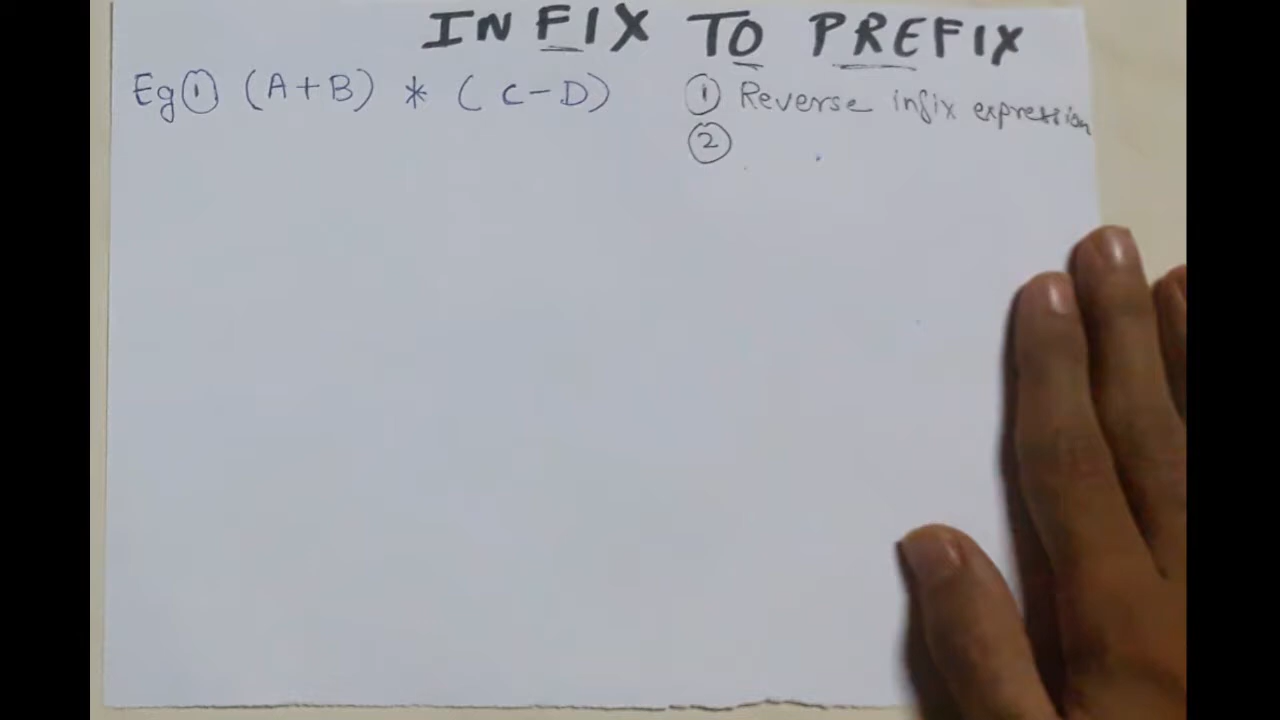 INFIX TO PREFIX
Eg① (A+B) * (C-D)
① Reverse infix expression
②